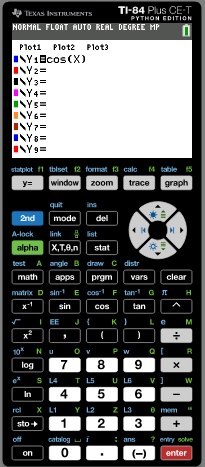 TEXAS INSTRUMENTS TI-84 Plus CE-T
PYTHON EDITION
NORMAL FLOAT AUTO REAL DEGREE MP
Plot1 Plot2 Plot3
\Y1=cos(X)
\Y2=
\Y3=
\Y4=
\Y5=
\Y6=
\Y7=
\Y8=
\Y9=
statplot f1 tblset f2 format f3 calc f4 table f5
y= window zoom trace graph
quit ins
2nd mode del
A-lock link list
alpha X,T,θ,n stat
test A angle B draw C distr
math apps prgm vars clear
matrix D sin⁻¹ E cos⁻¹ F tan⁻¹ G π H
x⁻¹ sin cos tan ^
√ I EE J { K } L e M
x² , ( ) ÷
10ˣ N u O v P w Q [ R
log 7 8 9 ×
eˣ S L4 T L5 U L6 V ] W
ln 4 5 6 −
rcl X L1 Y L2 Z L3 θ mem "
sto→ 1 2 3 +
off catalog i : ans ? entry solve
on 0 . (−) enter